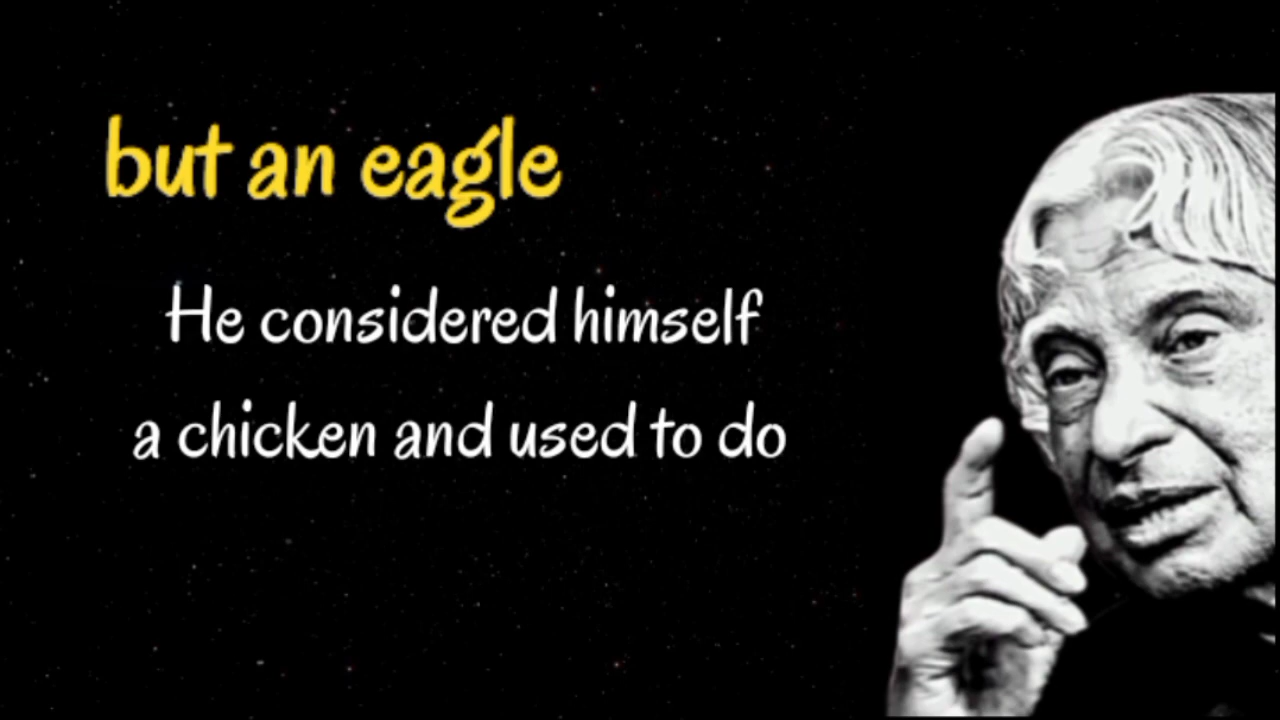 but an eagle
He considered himself
a chicken and used to do